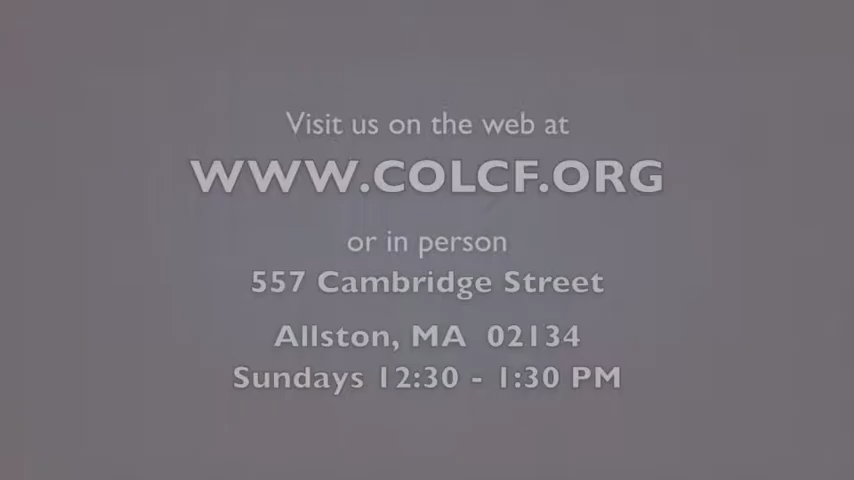 Visit us on the web at
WWW.COLCF.ORG
or in person
557 Cambridge Street
Allston, MA 02134
Sundays 12:30 - 1:30 PM